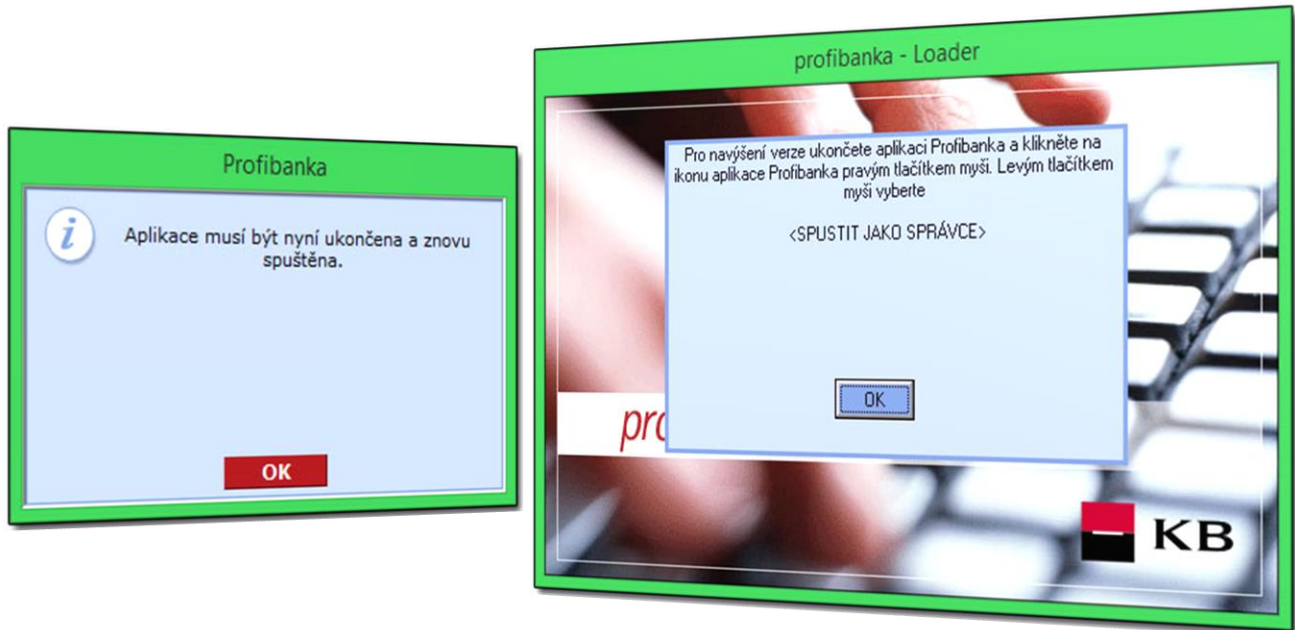 Profibanka
Aplikace musí být nyní ukončena a znovu
spuštěna.
OK
profibanka - Loader
Pro navýšení verze ukončete aplikaci Profibanka a klikněte na
ikonu aplikace Profibanka pravým tlačítkem myši. Levým tlačítkem
myši vyberte
<SPUSTIT JAKO SPRÁVCE>
OK
KB